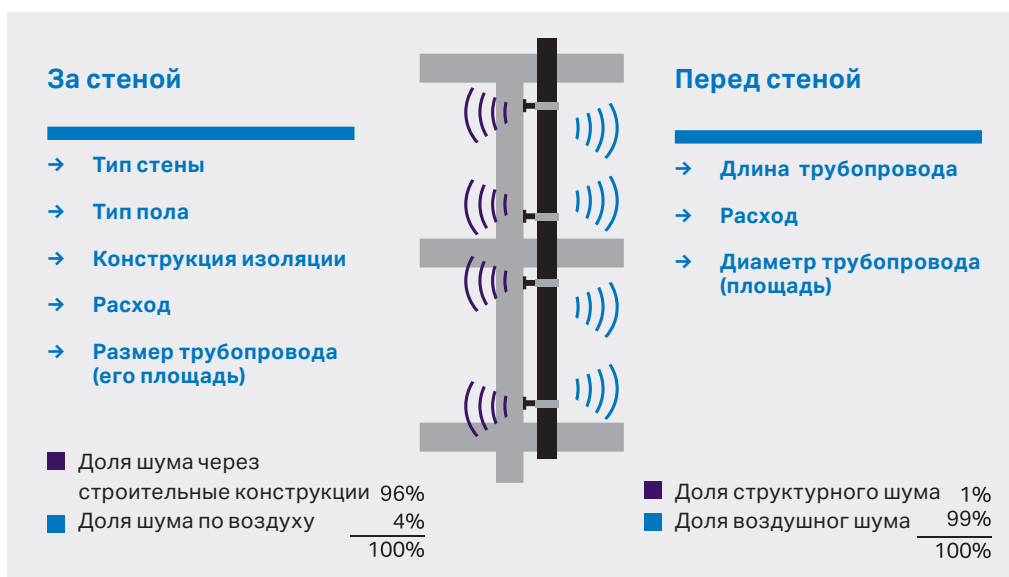 За стеной
→ Тип стены
→ Тип пола
→ Конструкция изоляции
→ Расход
→ Размер трубопровода
(его площадь)
Доля шума через
строительные конструкции 96%
Доля шума по воздуху 4%
100%
Перед стеной
→ Длина трубопровода
→ Расход
→ Диаметр трубопровода
(площадь)
Доля структурного шума 1%
Доля воздушног шума 99%
100%